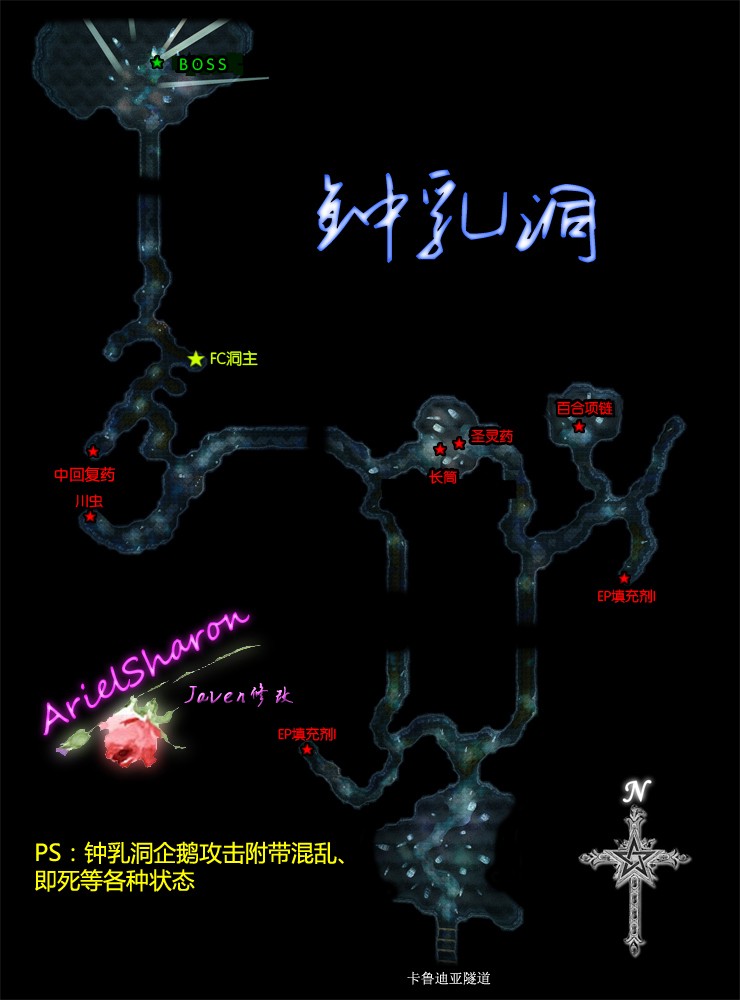 BOSS
钟乳洞
FC洞主
百合项链
圣灵药
长筒
中回复药
川虫
EP填充剂I
ArielSharon
Javen修改
EP填充剂I
N
PS：钟乳洞企鹅攻击附带混乱、
即死等各种状态
卡鲁迪亚隧道